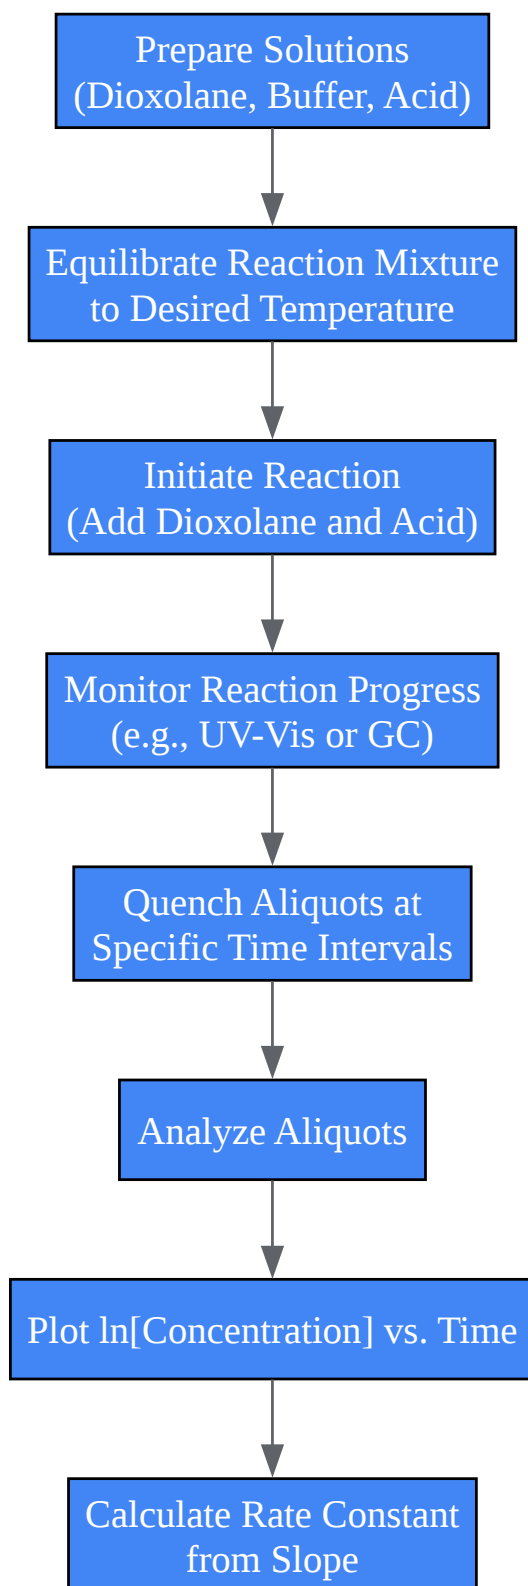 Prepare Solutions
(Dioxolane, Buffer, Acid)
Equilibrate Reaction Mixture
to Desired Temperature
Initiate Reaction
(Add Dioxolane and Acid)
Monitor Reaction Progress
(e.g., UV-Vis or GC)
Quench Aliquots at
Specific Time Intervals
Analyze Aliquots
Plot ln[Concentration] vs. Time
Calculate Rate Constant
from Slope